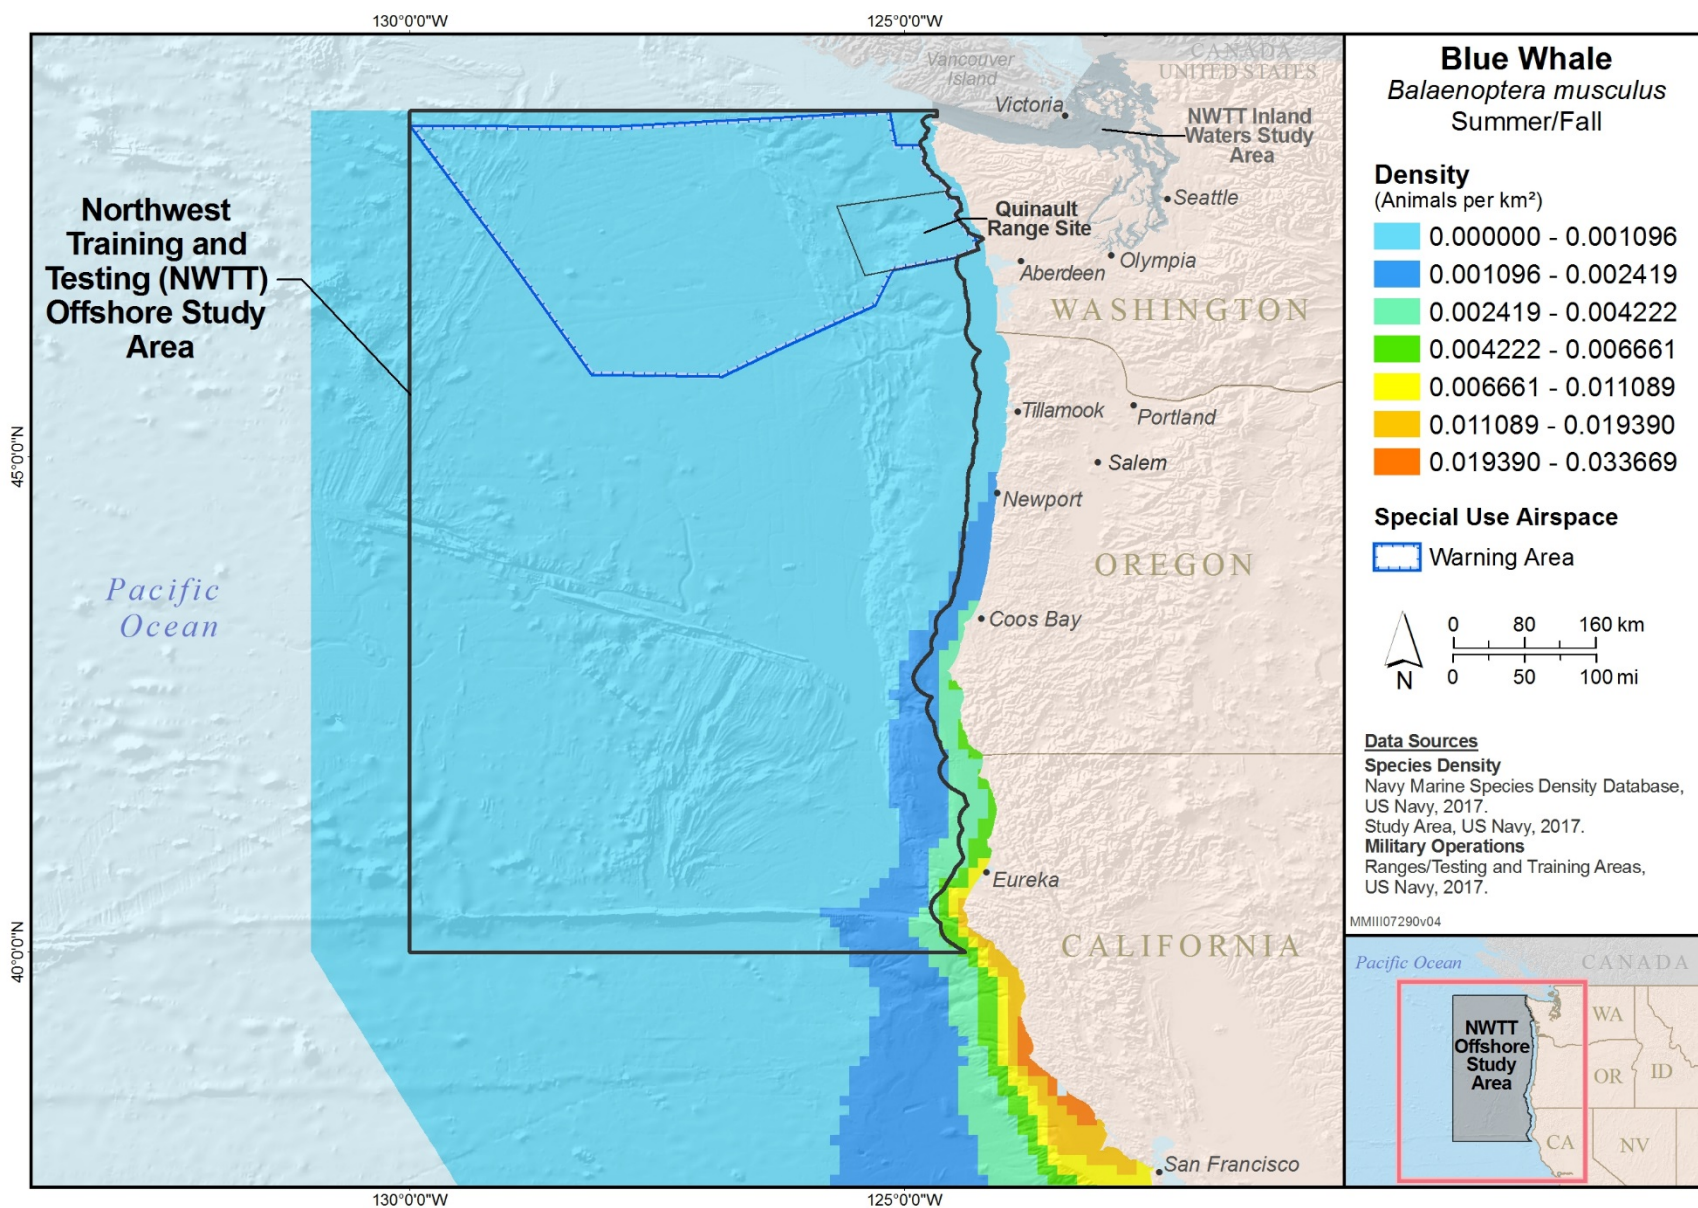 130°0'0"W
125°0'0"W
CANADA
UNITED STATES
Vancouver
Island
Victoria
NWTT Inland
Waters Study
Area
Seattle
Northwest
Training and
Testing (NWTT)
Offshore Study
Area
Quinault
Range Site
Aberdeen
Olympia
WASHINGTON
Tillamook
Portland
45°0'0"N
Salem
Newport
OREGON
Pacific
Ocean
Coos Bay
Eureka
40°0'0"N
CALIFORNIA
San Francisco
130°0'0"W
125°0'0"W
Blue Whale
Balaenoptera musculus
Summer/Fall
Density
(Animals per km²)
0.000000 - 0.001096
0.001096 - 0.002419
0.002419 - 0.004222
0.004222 - 0.006661
0.006661 - 0.011089
0.011089 - 0.019390
0.019390 - 0.033669
Special Use Airspace
Warning Area
N
0 80 160 km
0 50 100 mi
Data Sources
Species Density
Navy Marine Species Density Database,
US Navy, 2017.
Study Area, US Navy, 2017.
Military Operations
Ranges/Testing and Training Areas,
US Navy, 2017.
MMIII07290v04
Pacific Ocean
CANADA
NWTT
Offshore
Study
Area
WA
OR
ID
CA
NV